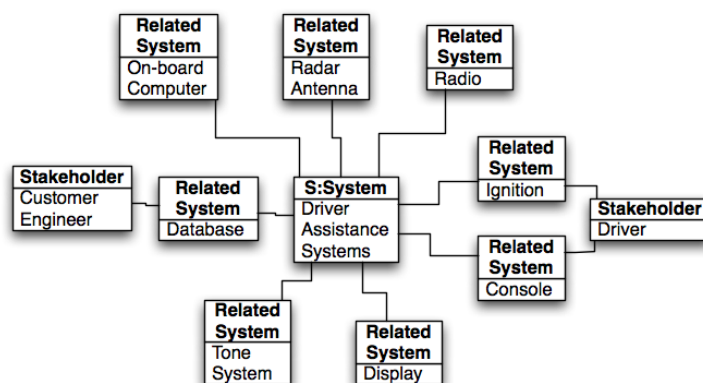 Related
System
On-board
Computer
Related
System
Radar
Antenna
Related
System
Radio
Stakeholder
Customer
Engineer
Related
System
Database
S:System
Driver
Assistance
Systems
Related
System
Ignition
Stakeholder
Driver
Related
System
Console
Related
System
Tone
System
Related
System
Display